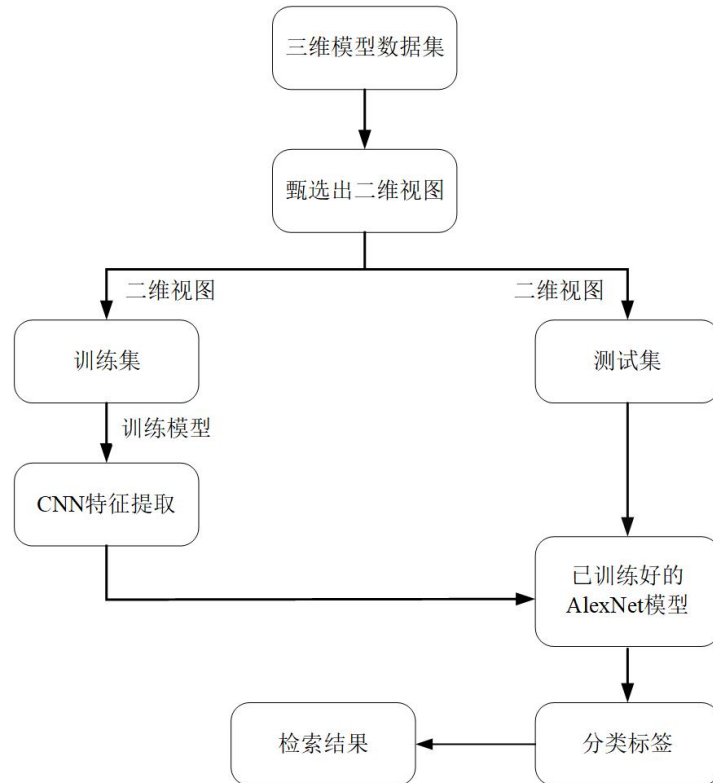 三维模型数据集
甄选出二维视图
二维视图
二维视图
训练集
测试集
训练模型
CNN特征提取
已训练好的
AlexNet模型
检索结果
分类标签